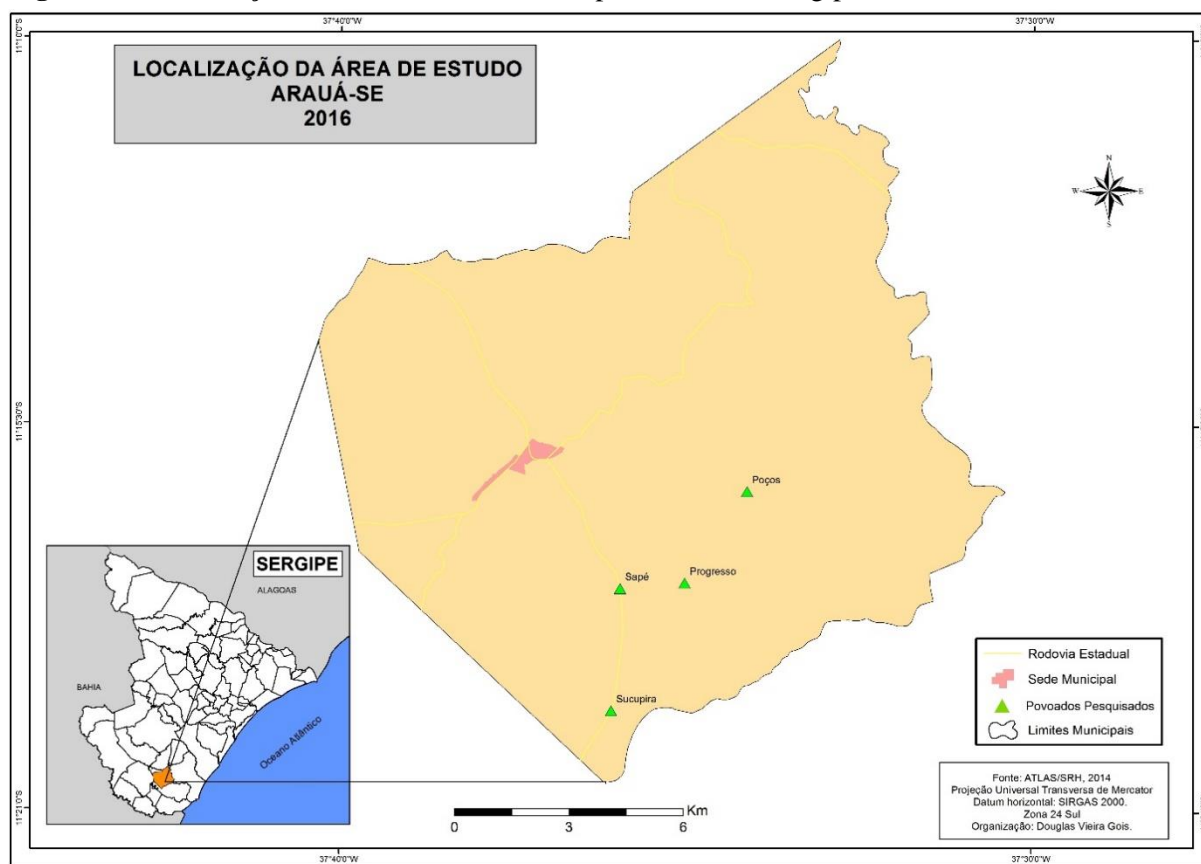 37°40'0"W
37°30'0"W
11°10'0"S
LOCALIZAÇÃO DA ÁREA DE ESTUDO
ARAUÁ-SE
2016
N
W
E
S
11°15'30"S
Poços
Sapé
Progresso
Sucupira
SERGIPE
ALAGOAS
BAHIA
Oceano Atlântico
Rodovia Estadual
Sede Municipal
Povoados Pesquisados
Limites Municipais
Fonte: ATLAS/SRH, 2014
Projeção Universal Transversa de Mercator
Datum horizontal: SIRGAS 2000.
Zona 24 Sul
Organização: Douglas Vieira Gois.
Km
0
3
6
11°21'0"S
37°40'0"W
37°30'0"W